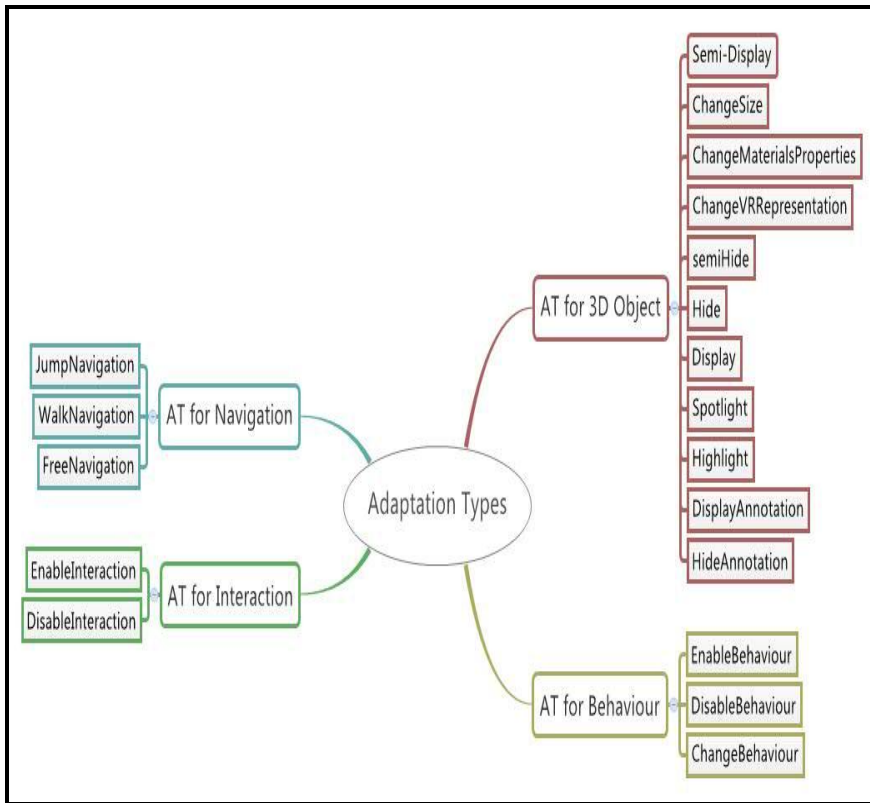 Semi-Display
ChangeSize
ChangeMaterialsProperties
ChangeVRRepresentation
semiHide
AT for 3D Object
Hide
Display
Spotlight
Highlight
DisplayAnnotation
HideAnnotation
JumpNavigation
AT for Navigation
WalkNavigation
FreeNavigation
Adaptation Types
EnableInteraction
AT for Interaction
DisableInteraction
EnableBehaviour
AT for Behaviour
DisableBehaviour
ChangeBehaviour